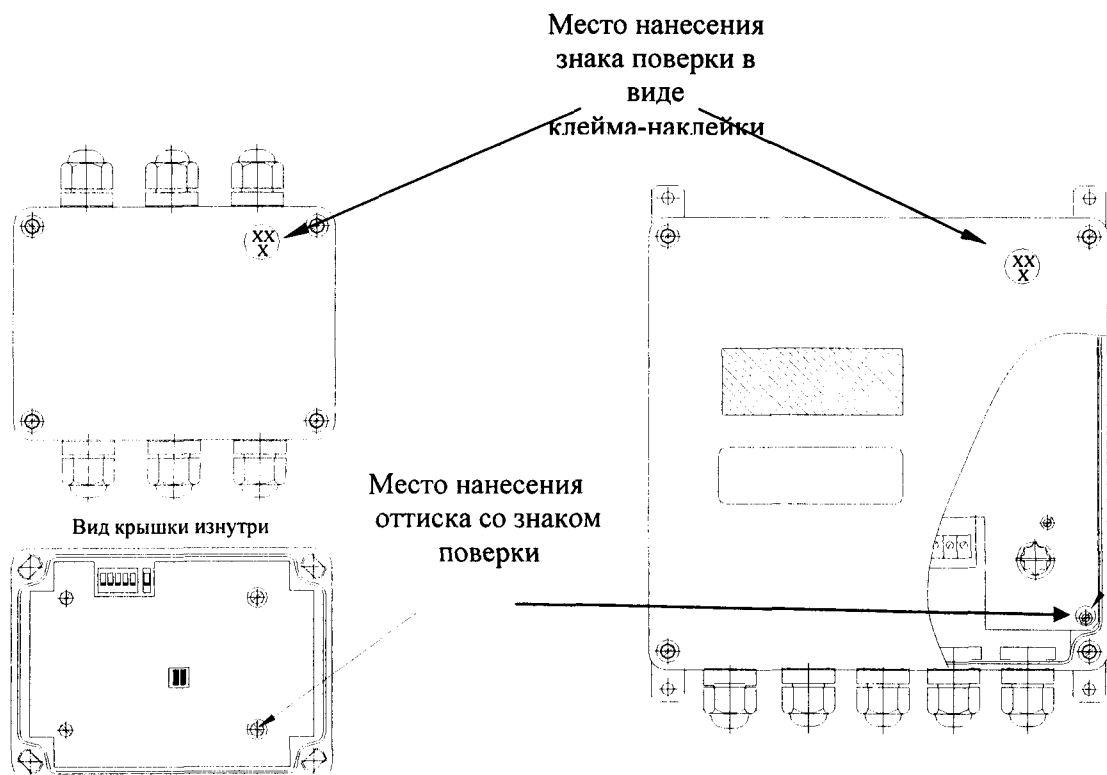 Место нанесения
знака поверки в
виде
клейма-наклейки
XX
X
XX
X
Место нанесения
оттиска со знаком
поверки
Вид крышки изнутри